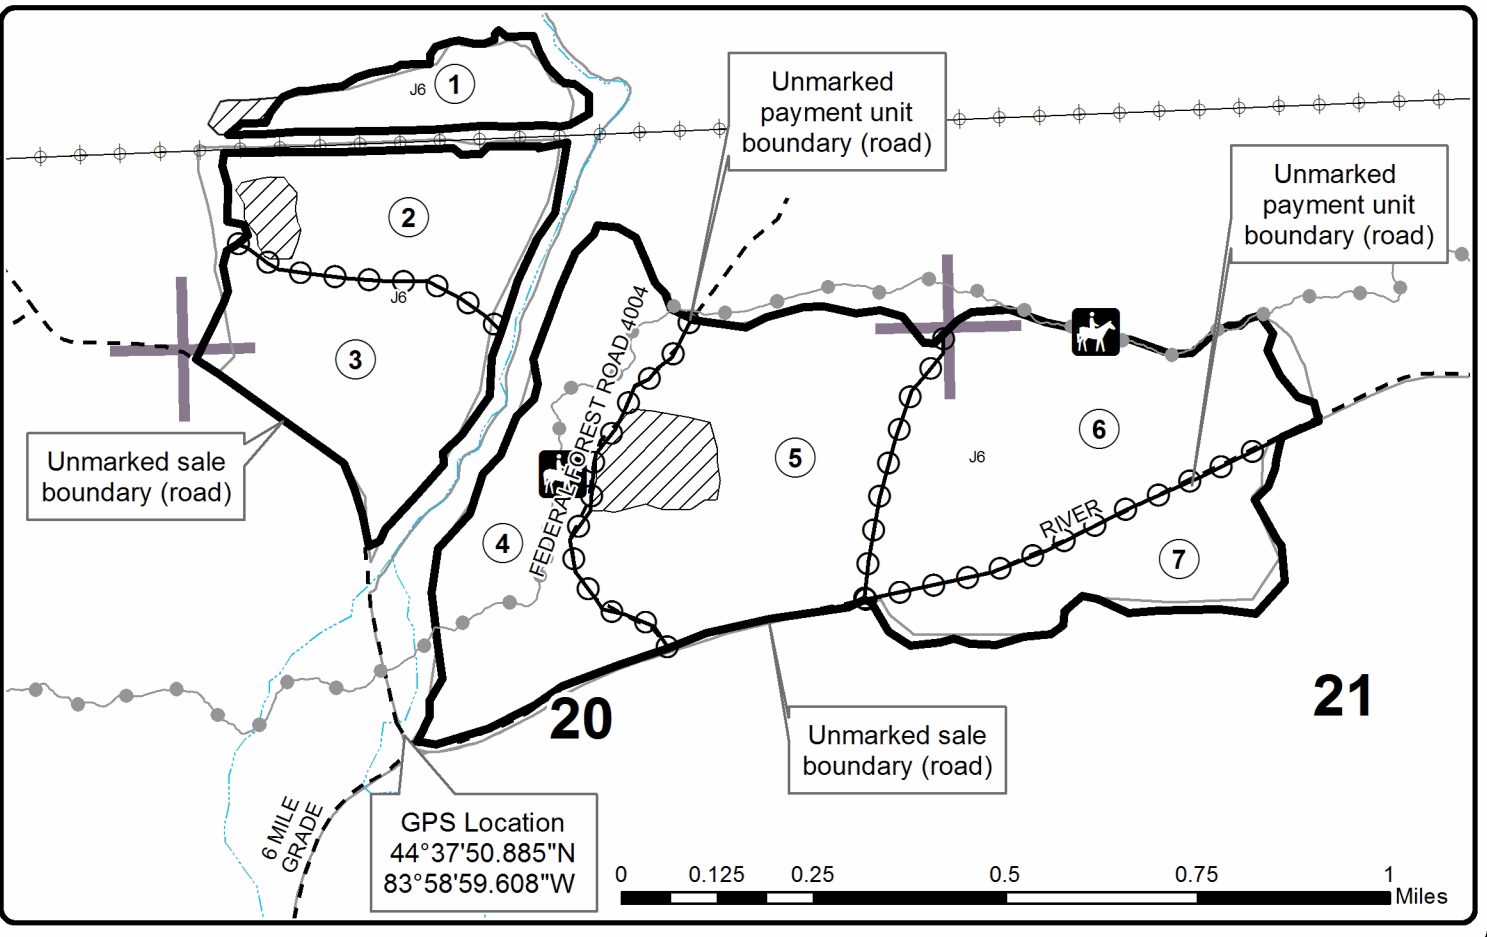 1
J6
Unmarked
payment unit
boundary (road)
Unmarked
payment unit
boundary (road)
2
J6
3
FEDERAL FOREST ROAD 4004
Unmarked sale
boundary (road)
4
5
J6
6
RIVER
7
20
21
Unmarked sale
boundary (road)
6 MILE
GRADE
GPS Location
44°37'50.885"N
83°58'59.608"W
0 0.125 0.25 0.5 0.75 1
Miles